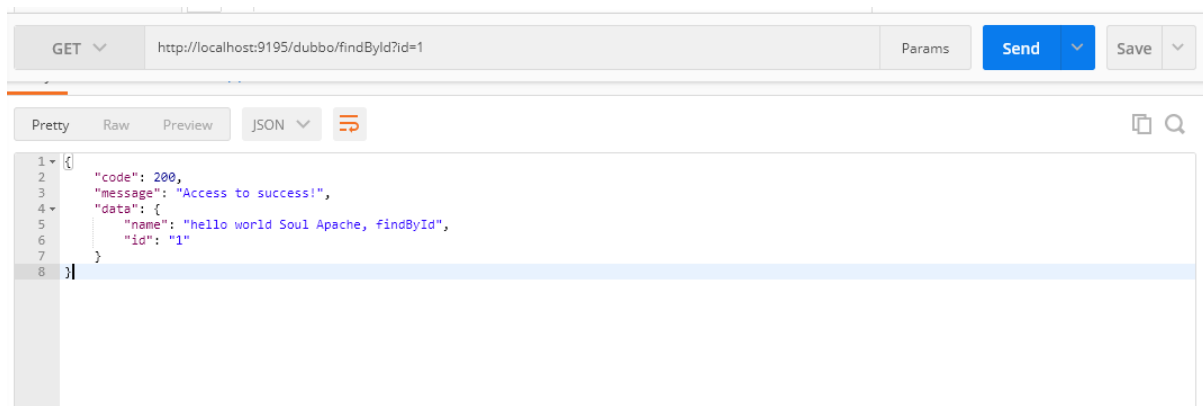 GET http://localhost:9195/dubbo/findById?id=1 Params Send Save
Pretty Raw Preview JSON
1 {
2 "code": 200,
3 "message": "Access to success!",
4 "data": {
5 "name": "hello world Soul Apache, findById",
6 "id": "1"
7 }
8 }